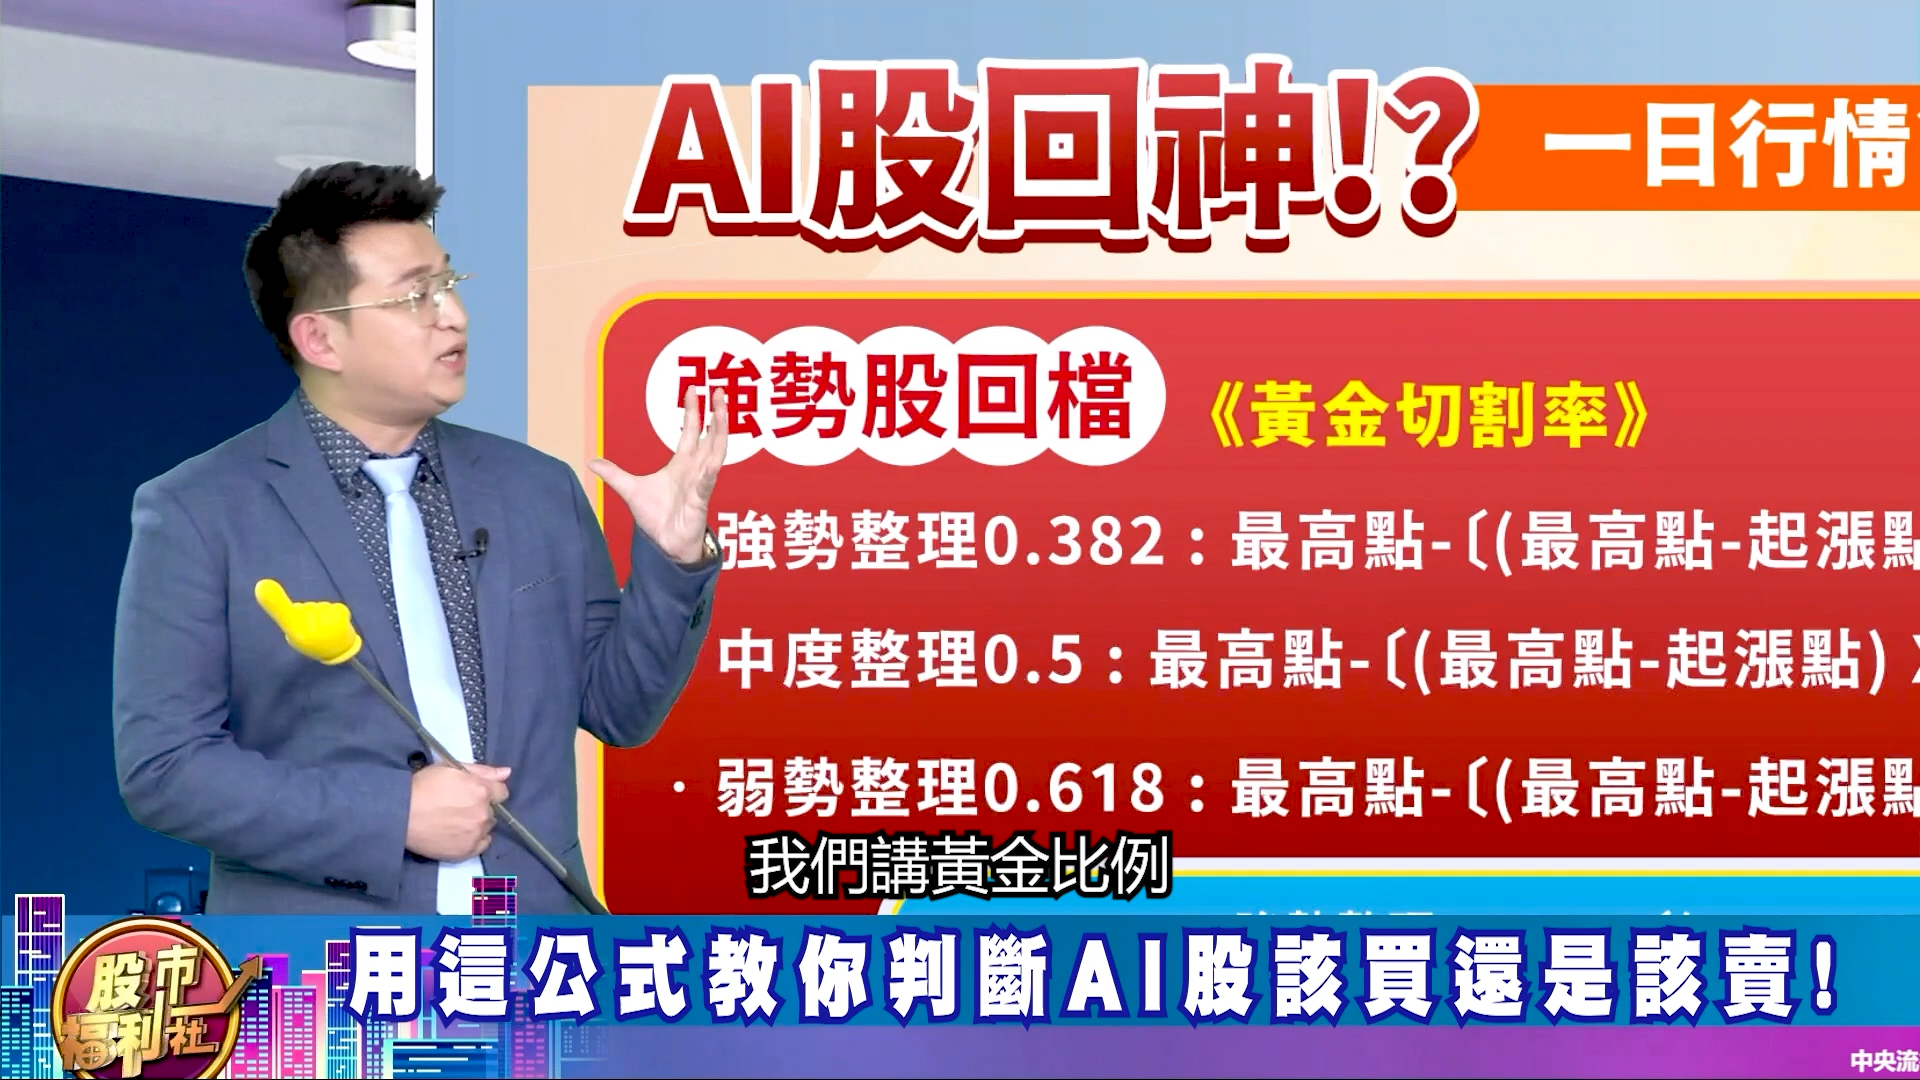 AI股回神!?
一日行情
強勢股回檔
《黃金切割率》
強勢整理0.382：最高點-〔(最高點-起漲點
中度整理0.5：最高點-〔(最高點-起漲點)
·弱勢整理0.618：最高點-〔(最高點-起漲點
我們講黃金比例
用這公式教你判斷AI股該買還是該賣!
股市
福利社
中央流